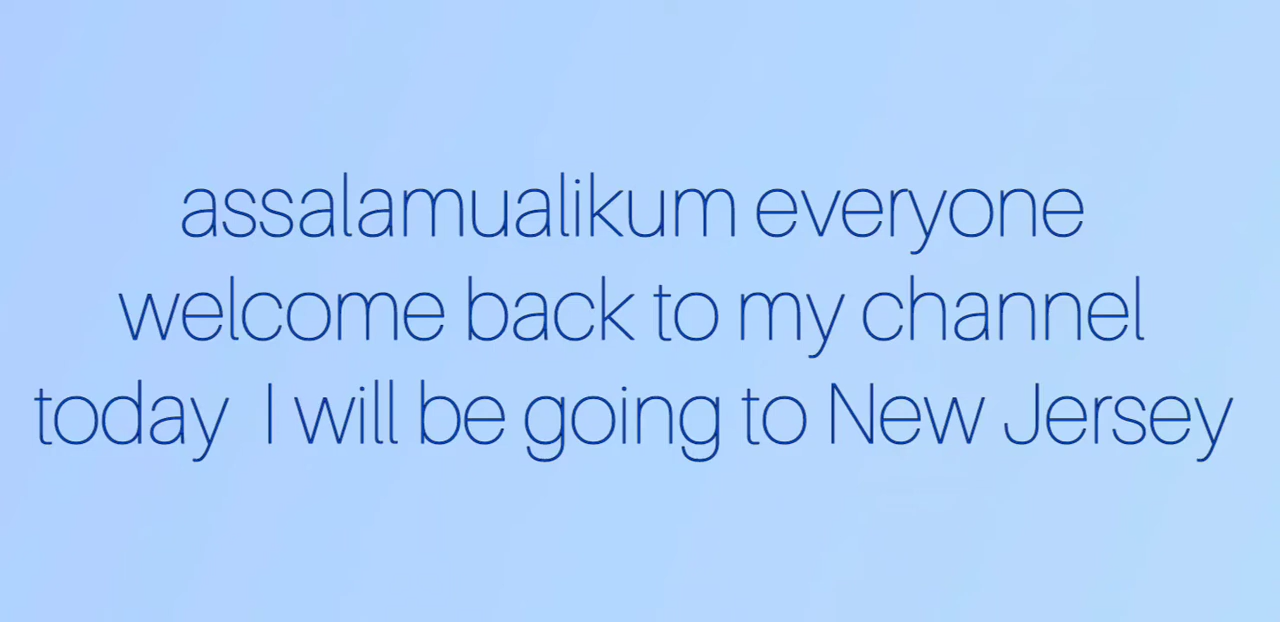 assalamualikum everyone
welcome back to my channel
today  I will be going to New Jersey